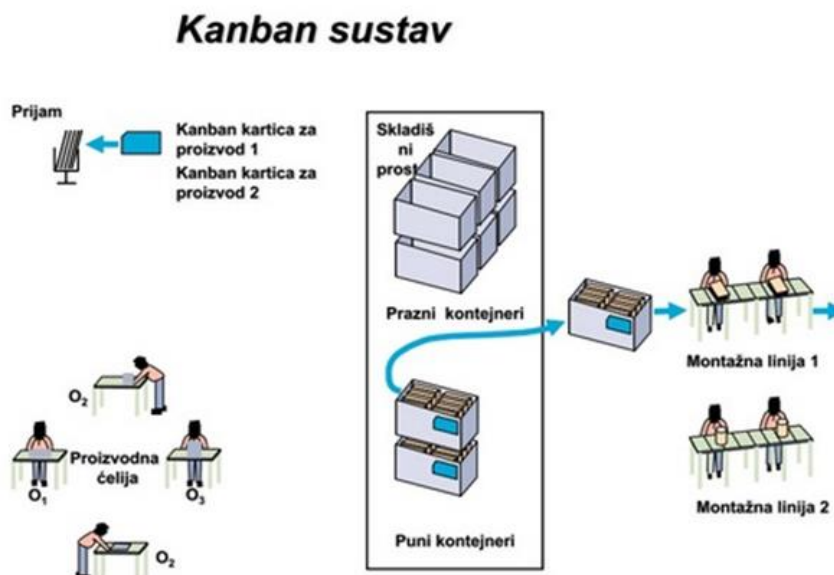 Kanban sustav
Prijam
Kanban kartica za
proizvod 1
Kanban kartica za
proizvod 2
Skladiš
ni
prost
Prazni kontejneri
Montažna linija 1
O₂
Proizvodna
ćelija
O₁
O₃
Montažna linija 2
Puni kontejneri
O₂